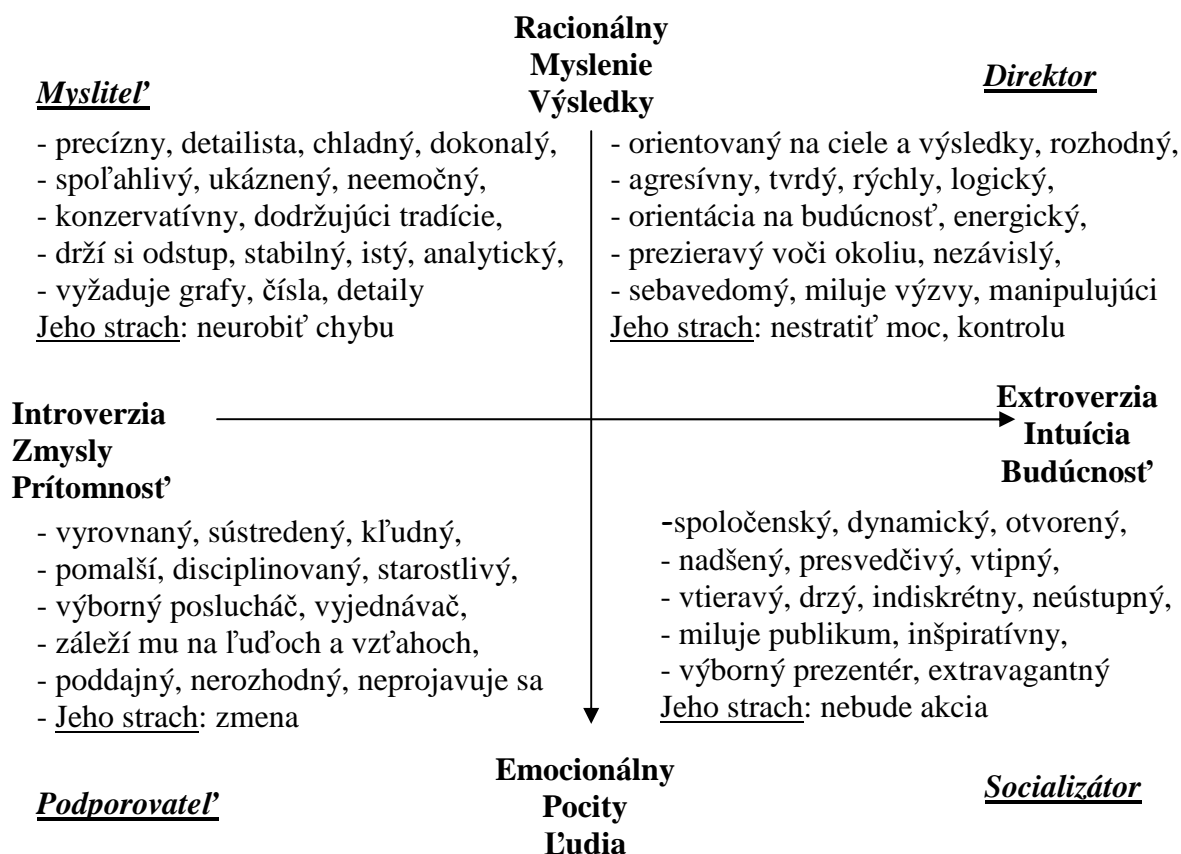 Racionálny
Myslenie
Výsledky
Mysliteľ
- precízny, detailista, chladný, dokonalý,
- spoľahlivý, ukáznený, neemočný,
- konzervatívny, dodržujúci tradície,
- drží si odstup, stabilný, istý, analytický,
- vyžaduje grafy, čísla, detaily
Jeho strach: neurobiť chybu
Direktor
- orientovaný na ciele a výsledky, rozhodný,
- agresívny, tvrdý, rýchly, logický,
- orientácia na budúcnosť, energický,
- prezieravý voči okoliu, nezávislý,
- sebavedomý, miluje výzvy, manipulujúci
Jeho strach: nestratiť moc, kontrolu
Introverzia
Zmysly
Prítomnosť
Extroverzia
Intuícia
Budúcnosť
- vyrovnaný, sústredený, kľudný,
- pomalší, disciplinovaný, starostlivý,
- výborný poslucháč, vyjednávač,
- záleží mu na ľuďoch a vzťahoch,
- poddajný, nerozhodný, neprojavuje sa
- Jeho strach: zmena
Podporovateľ
-spoločenský, dynamický, otvorený,
- nadšený, presvedčivý, vtipný,
- vtieravý, drzý, indiskrétny, neústupný,
- miluje publikum, inšpiratívny,
- výborný prezentér, extravagantný
Jeho strach: nebude akcia
Socializátor
Emocionálny
Pocity
Ľudia